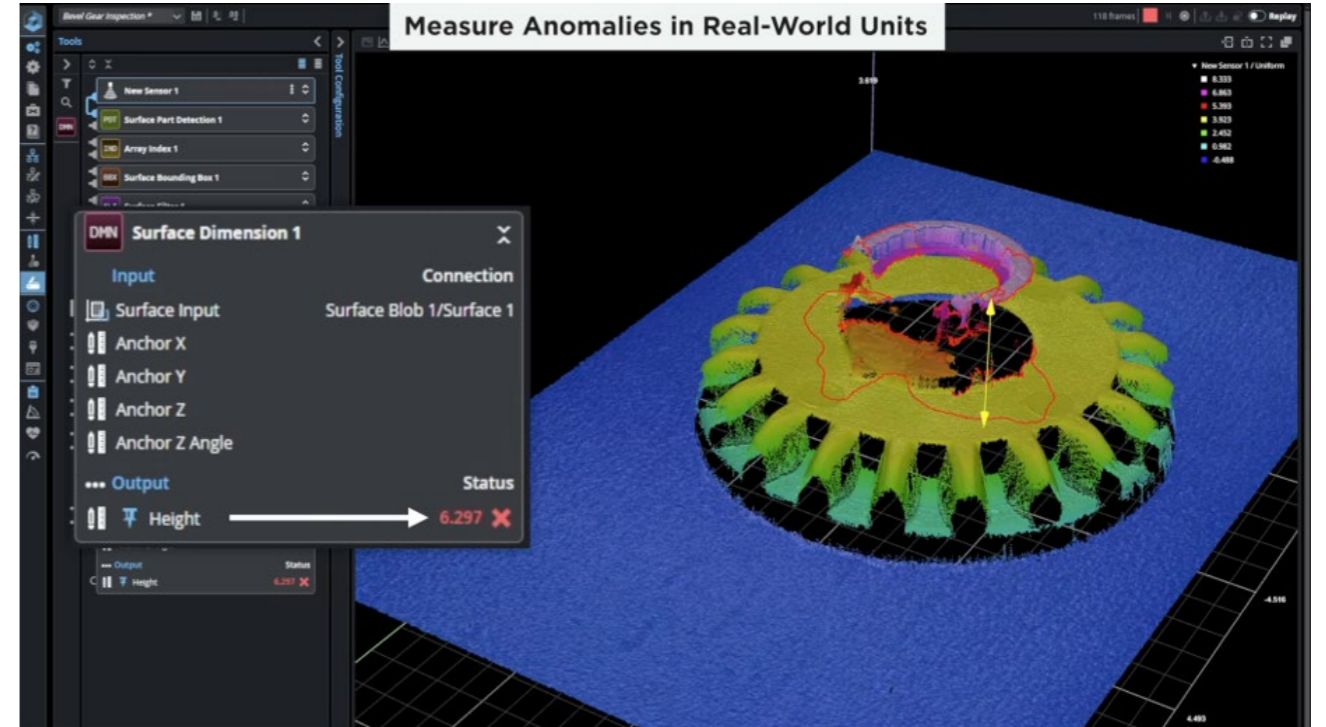 Measure Anomalies in Real-World Units
Bevel Gear Inspection *
118 frames
Replay
Tools
Tool Configuration
DMN
New Sensor 1
PDT Surface Part Detection 1
IND Array Index 1
BBX Surface Bounding Box 1
DMN Surface Dimension 1
Input Connection
Surface Input Surface Blob 1/Surface 1
Anchor X
Anchor Y
Anchor Z
Anchor Z Angle
Output Status
Height 6.297
Output Status
Height 6.297
3.619
New Sensor 1 / Uniform
8.333
6.863
5.393
3.923
2.452
0.982
-0.488
-4.516
4.493